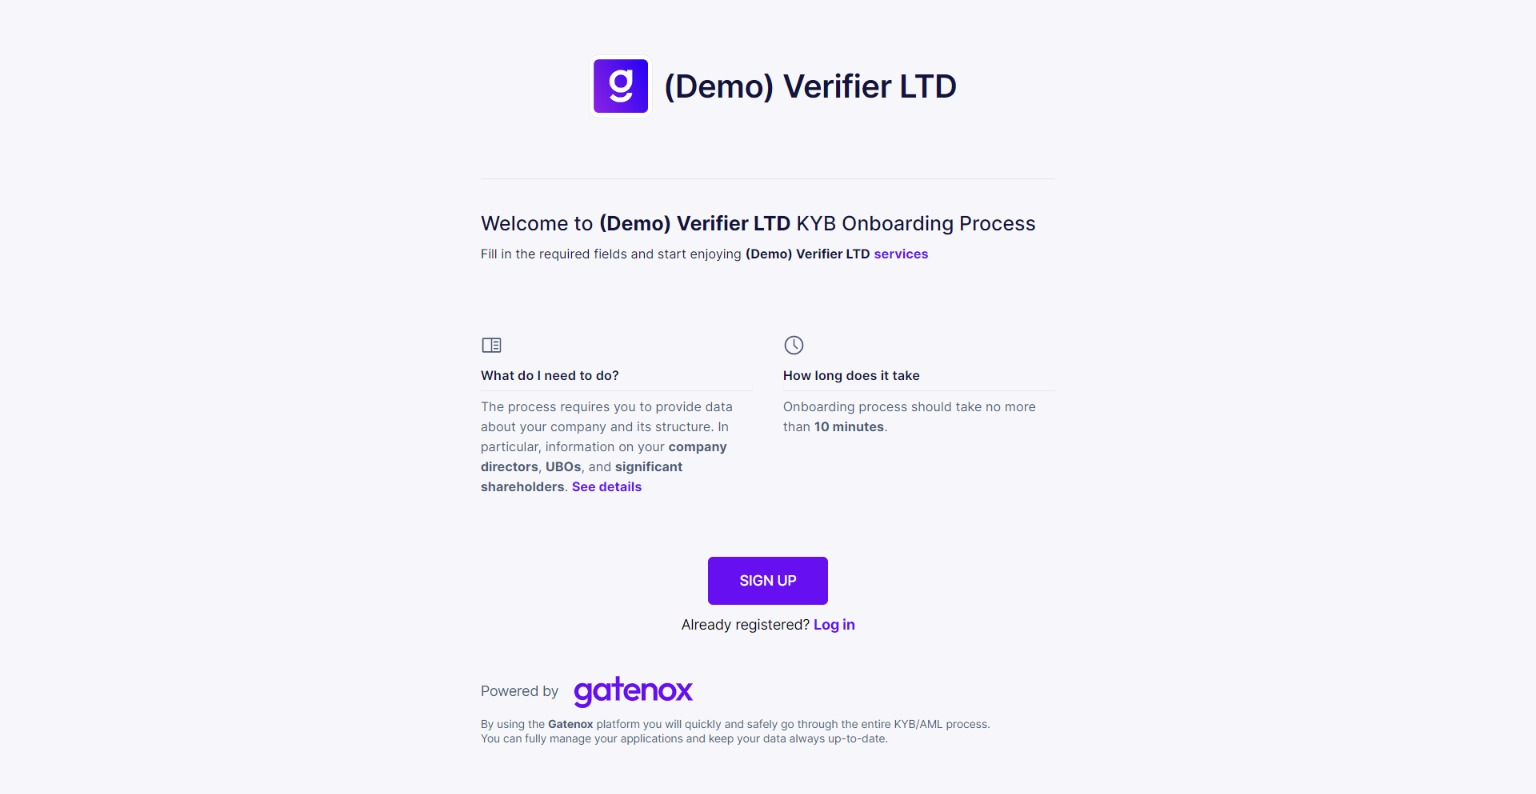 g (Demo) Verifier LTD
Welcome to (Demo) Verifier LTD KYB Onboarding Process
Fill in the required fields and start enjoying (Demo) Verifier LTD services
What do I need to do?
The process requires you to provide data
about your company and its structure. In
particular, information on your company
directors, UBOs, and significant
shareholders. See details
How long does it take
Onboarding process should take no more
than 10 minutes.
SIGN UP
Already registered? Log in
Powered by gatenox
By using the Gatenox platform you will quickly and safely go through the entire KYB/AML process.
You can fully manage your applications and keep your data always up-to-date.